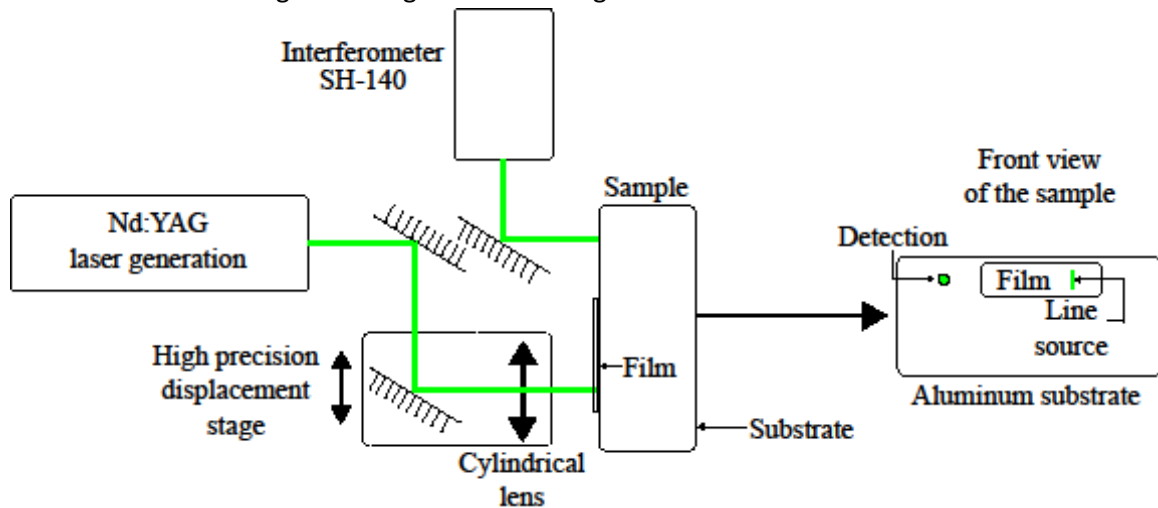 Interferometer
SH-140
Nd:YAG
laser generation
Sample
Front view
of the sample
Detection
Film
Line
source
Aluminum substrate
High precision
displacement
stage
Film
Substrate
Cylindrical
lens